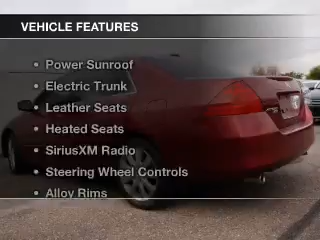 VEHICLE FEATURES
• Power Sunroof
• Electric Trunk
• Leather Seats
• Heated Seats
• SiriusXM Radio
• Steering Wheel Controls
• Alloy Rims